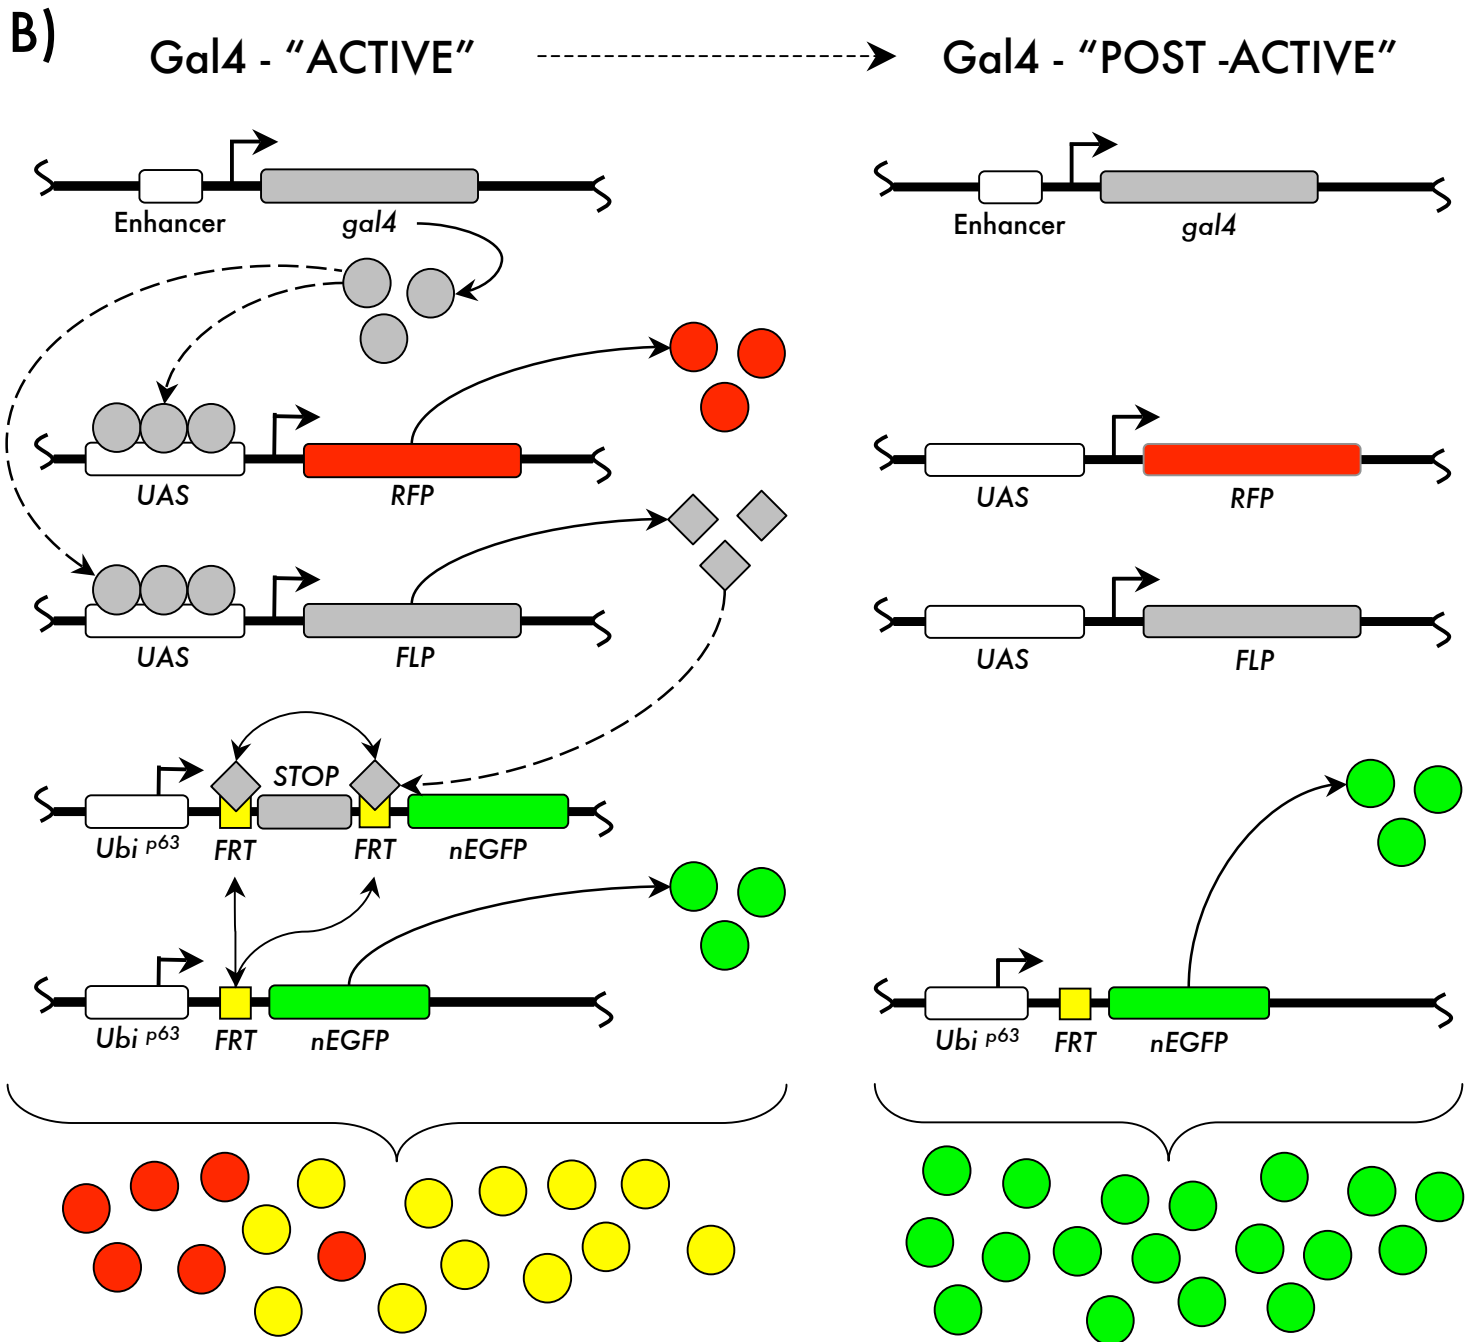 B)
Gal4 - “ACTIVE”
Gal4 - “POST -ACTIVE”
Enhancer
gal4
UAS
RFP
UAS
FLP
STOP
Ubi p63
FRT
FRT
nEGFP
Ubi p63
FRT
nEGFP
Enhancer
gal4
UAS
RFP
UAS
FLP
Ubi p63
FRT
nEGFP